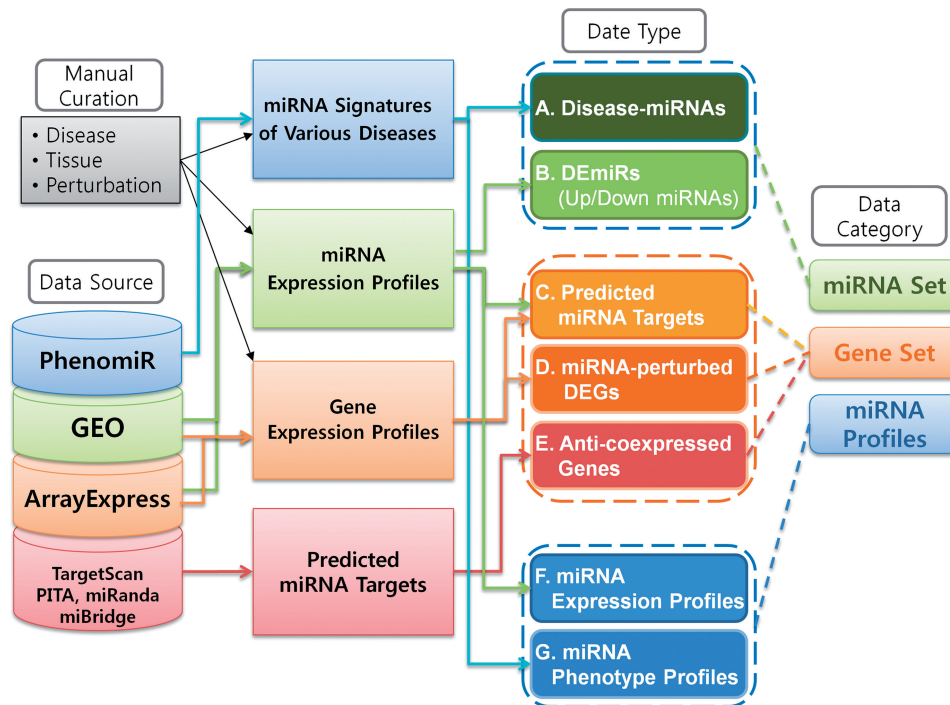 Manual
Curation
• Disease
• Tissue
• Perturbation
Data Source
PhenomiR
GEO
ArrayExpress
TargetScan
PITA, miRanda
miBridge
miRNA Signatures
of Various Diseases
miRNA
Expression Profiles
Gene
Expression Profiles
Predicted
miRNA Targets
Date Type
A. Disease-miRNAs
B. DEmiRs
(Up/Down miRNAs)
C. Predicted
miRNA Targets
D. miRNA-perturbed
DEGs
E. Anti-coexpressed
Genes
F. miRNA
Expression Profiles
G. miRNA
Phenotype Profiles
Data
Category
miRNA Set
Gene Set
miRNA
Profiles